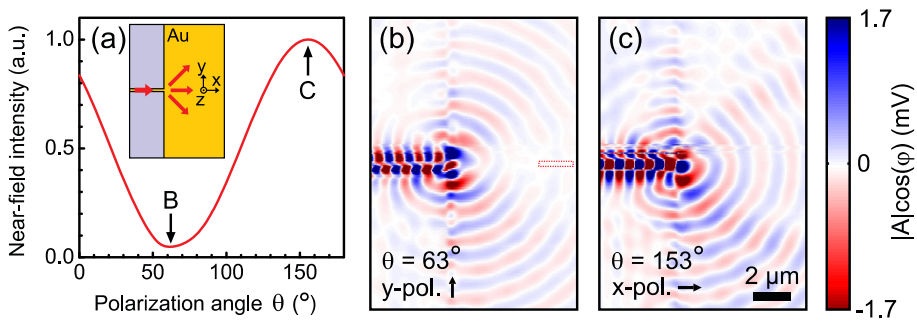 (a)
Near-field intensity (a.u.)
1.0
0.5
0.0
0
50
100
150
Polarization angle θ (°)
Au
y
x
z
B
C
(b)
θ = 63°
y-pol.
(c)
θ = 153°
x-pol.
2 μm
1.7
0
-1.7
|A|cos(φ) (mV)